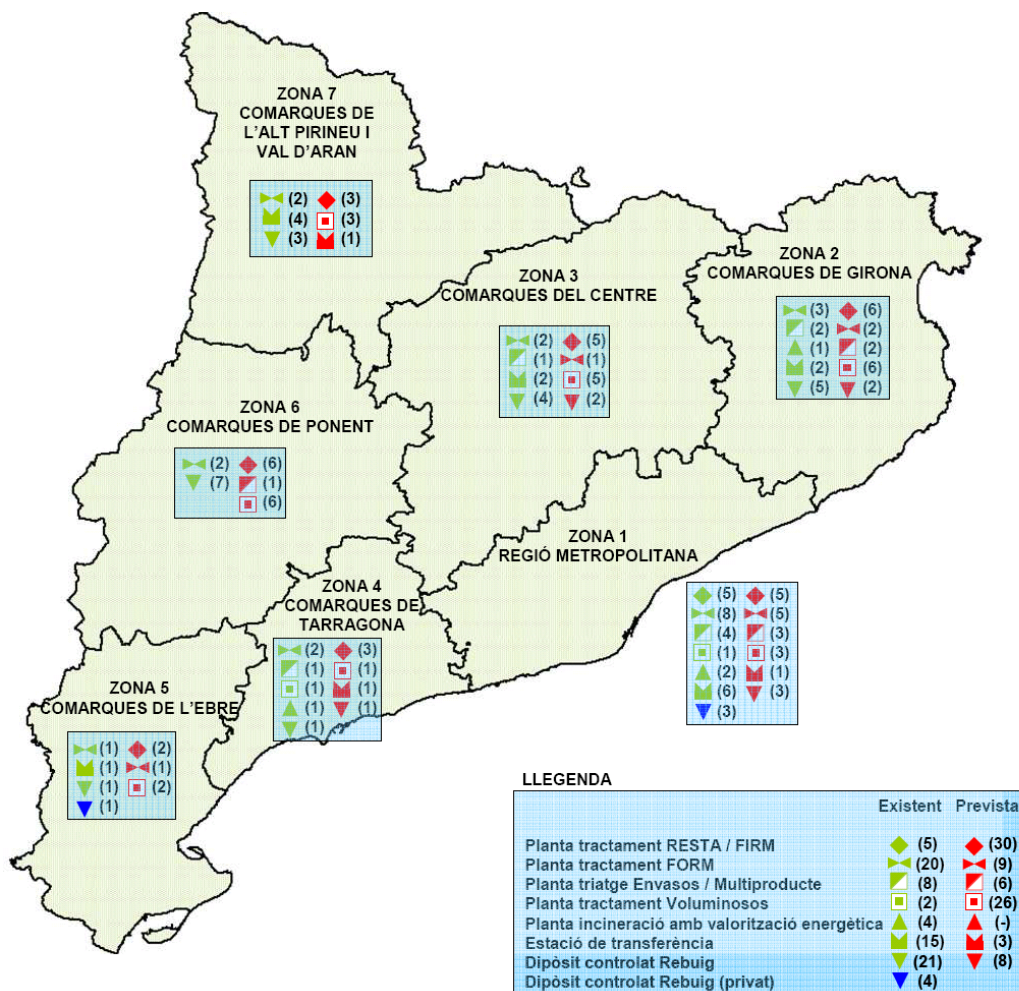 ZONA 7
COMARQUES DE
L'ALT PIRINEU I
VAL D'ARAN
(2) (3)
(4) (3)
(3) (1)
ZONA 2
COMARQUES DE GIRONA
(3) (6)
(2) (2)
(1) (2)
(2) (6)
(5) (2)
ZONA 3
COMARQUES DEL CENTRE
(2) (5)
(1) (1)
(2) (5)
(4) (2)
ZONA 6
COMARQUES DE PONENT
(2) (6)
(7) (1)
(6)
ZONA 1
REGIÓ METROPOLITANA
(5) (5)
(8) (5)
(4) (3)
(1) (3)
(2) (1)
(6) (3)
(3)
ZONA 4
COMARQUES DE
TARRAGONA
(2) (3)
(1) (1)
(1) (1)
(1) (1)
(1)
ZONA 5
COMARQUES DE L'EBRE
(1) (2)
(1) (1)
(1) (2)
(1)
LLEGENDA
Existent Prevista
Planta tractament RESTA / FIRM (5) (30)
Planta tractament FORM (20) (9)
Planta triatge Envasos / Multiproducte (8) (6)
Planta tractament Voluminosos (2) (26)
Planta incineració amb valorització energètica (4) (-)
Estació de transferència (15) (3)
Dipòsit controlat Rebuig (21) (8)
Dipòsit controlat Rebuig (privat) (4)